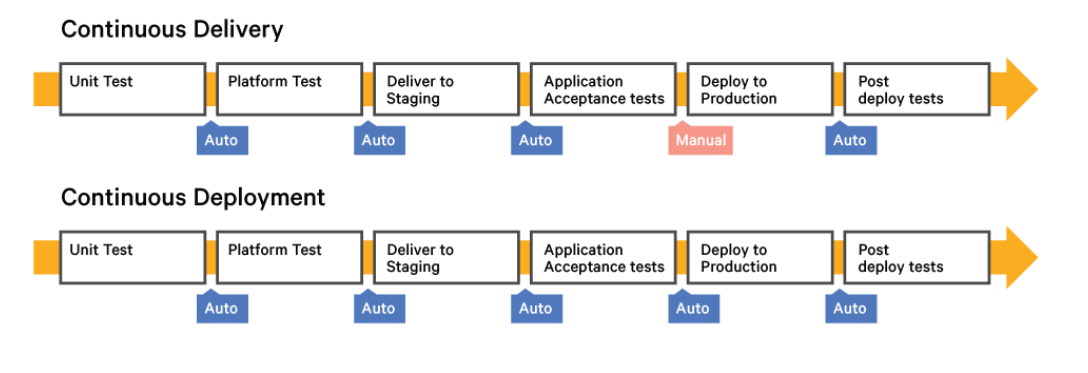 Continuous Delivery
Unit Test
Platform Test
Deliver to
Staging
Application
Acceptance tests
Deploy to
Production
Post
deploy tests
Auto
Auto
Auto
Manual
Auto
Continuous Deployment
Unit Test
Platform Test
Deliver to
Staging
Application
Acceptance tests
Deploy to
Production
Post
deploy tests
Auto
Auto
Auto
Auto
Auto